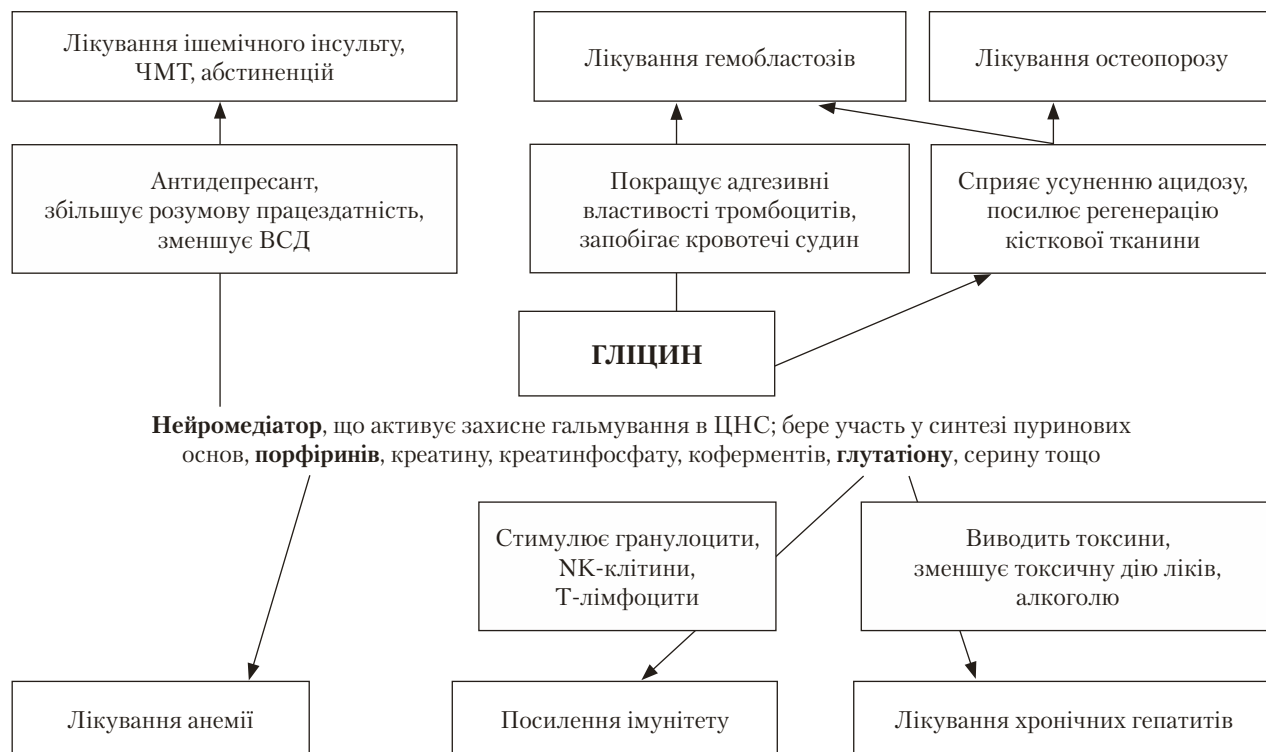 Лікування ішемічного інсульту,
ЧМТ, абстиненцій
Лікування гемобластозів
Лікування остеопорозу
Антидепресант,
збільшує розумову працездатність,
зменшує ВСД
Покращує адгезивні
властивості тромбоцитів,
запобігає кровотечі судин
Сприяє усуненню ацидозу,
посилює регенерацію
кісткової тканини
ГЛІЦИН
Нейромедіатор, що активує захисне гальмування в ЦНС; бере участь у синтезі пуринових
основ, порфіринів, креатину, креатинфосфату, коферментів, глутатіону, серину тощо
Стимулює гранулоцити,
NK-клітини,
Т-лімфоцити
Виводить токсини,
зменшує токсичну дію ліків,
алкоголю
Лікування анемії
Посилення імунітету
Лікування хронічних гепатитів